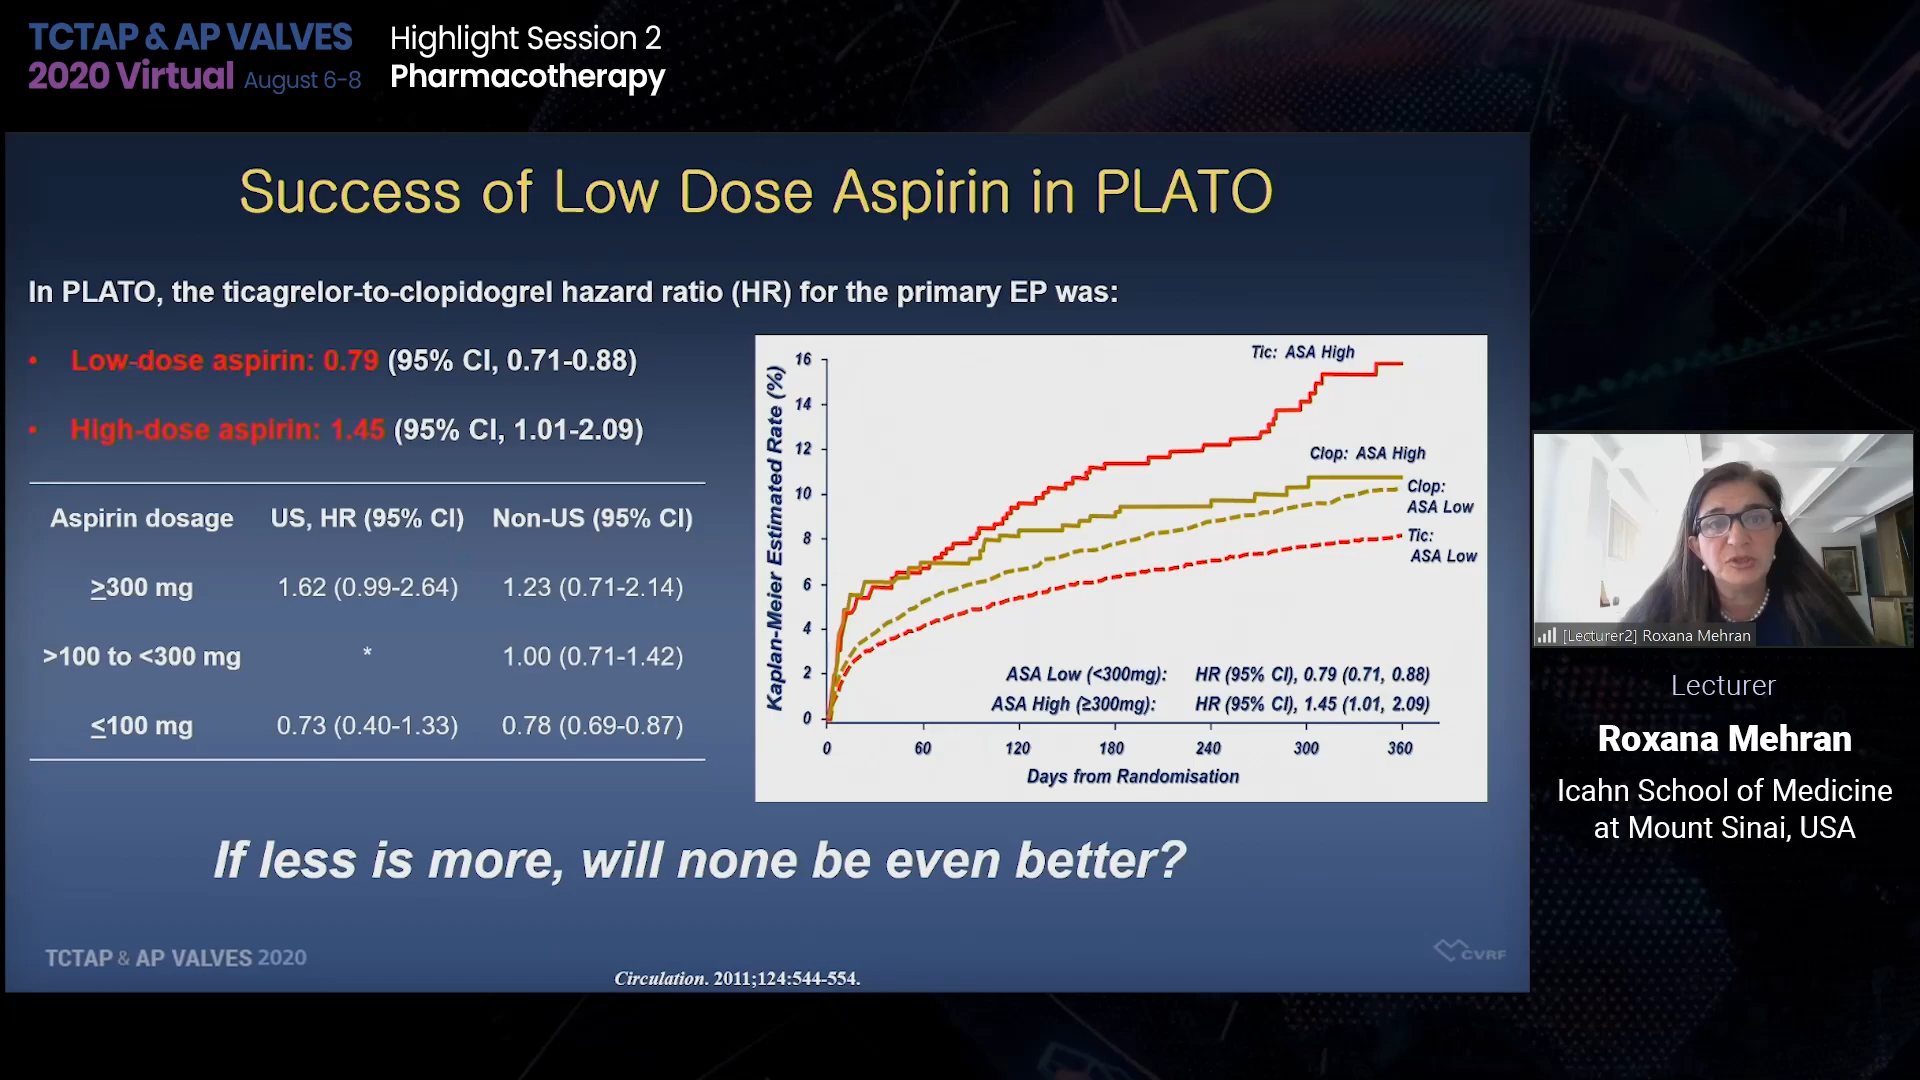 TCTAP & AP VALVES
2020 Virtual August 6-8
Highlight Session 2
Pharmacotherapy
Success of Low Dose Aspirin in PLATO
In PLATO, the ticagrelor-to-clopidogrel hazard ratio (HR) for the primary EP was:
• Low-dose aspirin: 0.79 (95% CI, 0.71-0.88)
• High-dose aspirin: 1.45 (95% CI, 1.01-2.09)
Aspirin dosage US, HR (95% CI) Non-US (95% CI)
≥300 mg 1.62 (0.99-2.64) 1.23 (0.71-2.14)
>100 to <300 mg * 1.00 (0.71-1.42)
≤100 mg 0.73 (0.40-1.33) 0.78 (0.69-0.87)
Kaplan-Meier Estimated Rate (%)
16
14
12
10
8
6
4
2
0
Tic: ASA High
Clop: ASA High
Clop:
ASA Low
Tic:
ASA Low
ASA Low (<300mg): HR (95% CI), 0.79 (0.71, 0.88)
ASA High (≥300mg): HR (95% CI), 1.45 (1.01, 2.09)
0 60 120 180 240 300 360
Days from Randomisation
If less is more, will none be even better?
TCTAP & AP VALVES 2020
CVRF
Circulation. 2011;124:544-554.
[Lecturer2] Roxana Mehran
Lecturer
Roxana Mehran
Icahn School of Medicine
at Mount Sinai, USA